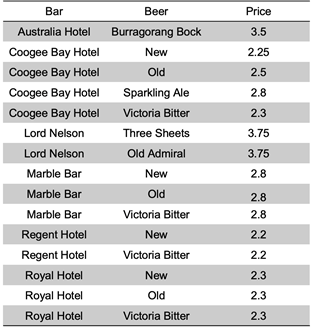 Bar Beer Price
Australia Hotel Burragorang Bock 3.5
Coogee Bay Hotel New 2.25
Coogee Bay Hotel Old 2.5
Coogee Bay Hotel Sparkling Ale 2.8
Coogee Bay Hotel Victoria Bitter 2.3
Lord Nelson Three Sheets 3.75
Lord Nelson Old Admiral 3.75
Marble Bar New 2.8
Marble Bar Old 2.8
Marble Bar Victoria Bitter 2.8
Regent Hotel New 2.2
Regent Hotel Victoria Bitter 2.2
Royal Hotel New 2.3
Royal Hotel Old 2.3
Royal Hotel Victoria Bitter 2.3